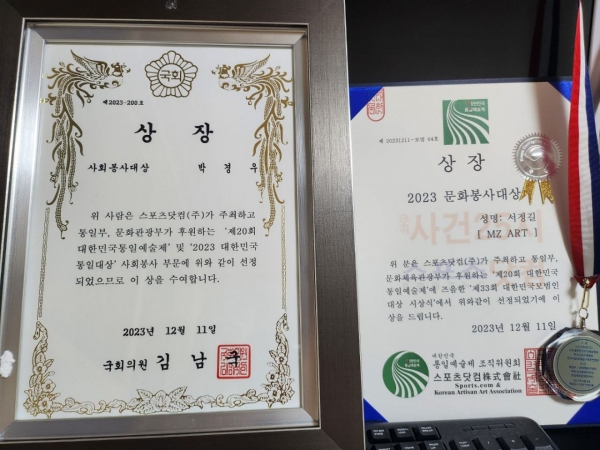 국회
제2023-200호
상 장
사회봉사대상 박경우
위 사람은 스포츠닷컴(주)가 주최하고
통일부, 문화관광부가 후원하는 '제20회
대한민국통일예술제' 및 '2023 대한민국
통일대상' 사회봉사 부문에 위와 같이 선정
되었으므로 이 상을 수여합니다.
2023년 12월 11일
국회의원 김남국
대한민국
통일예술제
상 장
2023 문화봉사대상
성명: 서정길
[ MZ ART ]
위 분은 스포츠닷컴(주)가 주최하고 통일부,
문화체육관광부가 후원하는 '제20회 대한민국
통일예술제'에 즈음한 '제33회 대한민국모범인
대상 시상식'에서 위와같이 선정되었기에 이
상을 드립니다.
2023년 12월 11일
대한민국
통일예술제 조직위원회
스포츠닷컴株式會社
Sports.com &
Korean Artisan Art Association